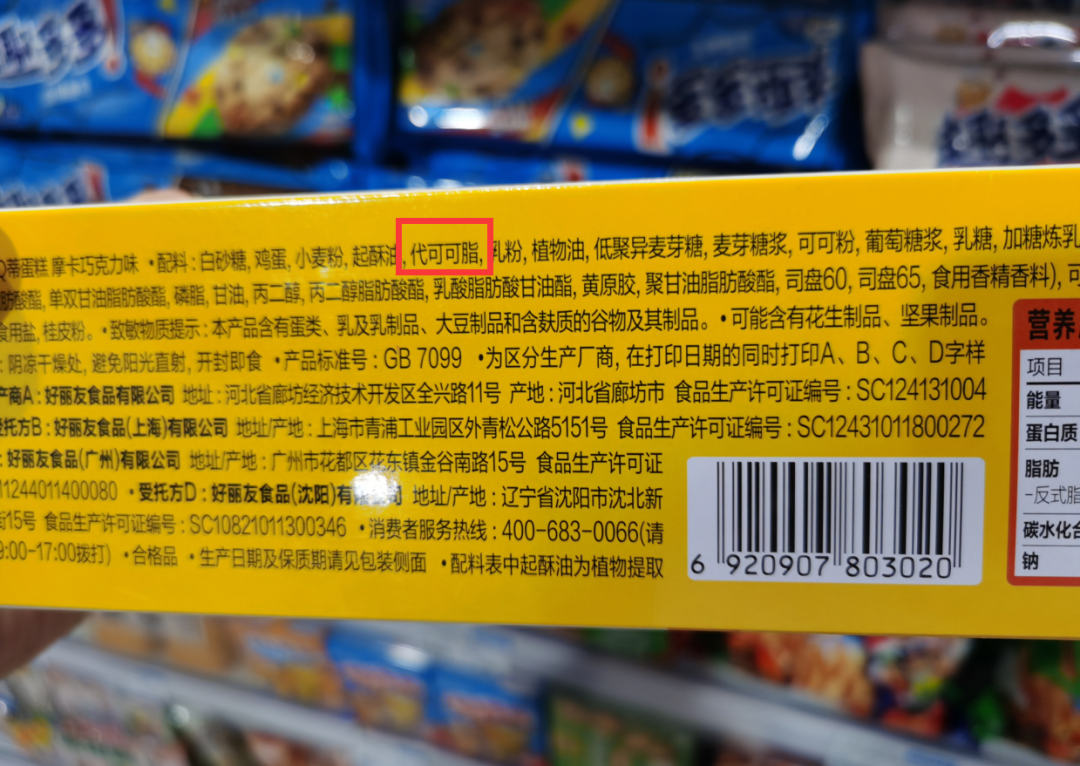 蒂蛋糕 摩卡巧克力味 •配料:白砂糖, 鸡蛋, 小麦粉, 起酥油, 代可可脂, 乳粉, 植物油, 低聚异麦芽糖, 麦芽糖浆, 可可粉, 葡萄糖浆, 乳糖, 加糖炼乳
肪酸酯, 单双甘油脂肪酸酯, 磷脂, 甘油, 丙二醇, 丙二醇脂肪酸酯, 乳酸脂肪酸甘油酯, 黄原胶, 聚甘油脂肪酸酯, 司盘60, 司盘65, 食用香精香料), 可
食用盐, 桂皮粉。 •致敏物质提示:本产品含有蛋类、乳及乳制品、大豆制品和含麸质的谷物及其制品。 •可能含有花生制品、坚果制品。
: 阴凉干燥处, 避免阳光直射, 开封即食 •产品标准号:GB 7099 •为区分生产厂商, 在打印日期的同时打印A、B、C、D字样
产商A:好丽友食品有限公司 地址:河北省廊坊经济技术开发区全兴路11号 产地:河北省廊坊市 食品生产许可证编号:SC124131004
受托方B:好丽友食品(上海)有限公司 地址/产地:上海市青浦工业园区外青松公路5151号 食品生产许可证编号:SC12431011800272
:好丽友食品(广州)有限公司 地址/产地:广州市花都区花东镇金谷南路15号 食品生产许可证
11244011400080 •受托方D:好丽友食品(沈阳)有 公司 地址/产地:辽宁省沈阳市沈北新
街15号 食品生产许可证编号:SC10821011300346 •消费者服务热线:400-683-0066(请
9:00-17:00拨打) •合格品 •生产日期及保质期请见包装侧面 •配料表中起酥油为植物提取
6 920907 803020
营养
项目
能量
蛋白质
脂肪
-反式脂
碳水化合
钠